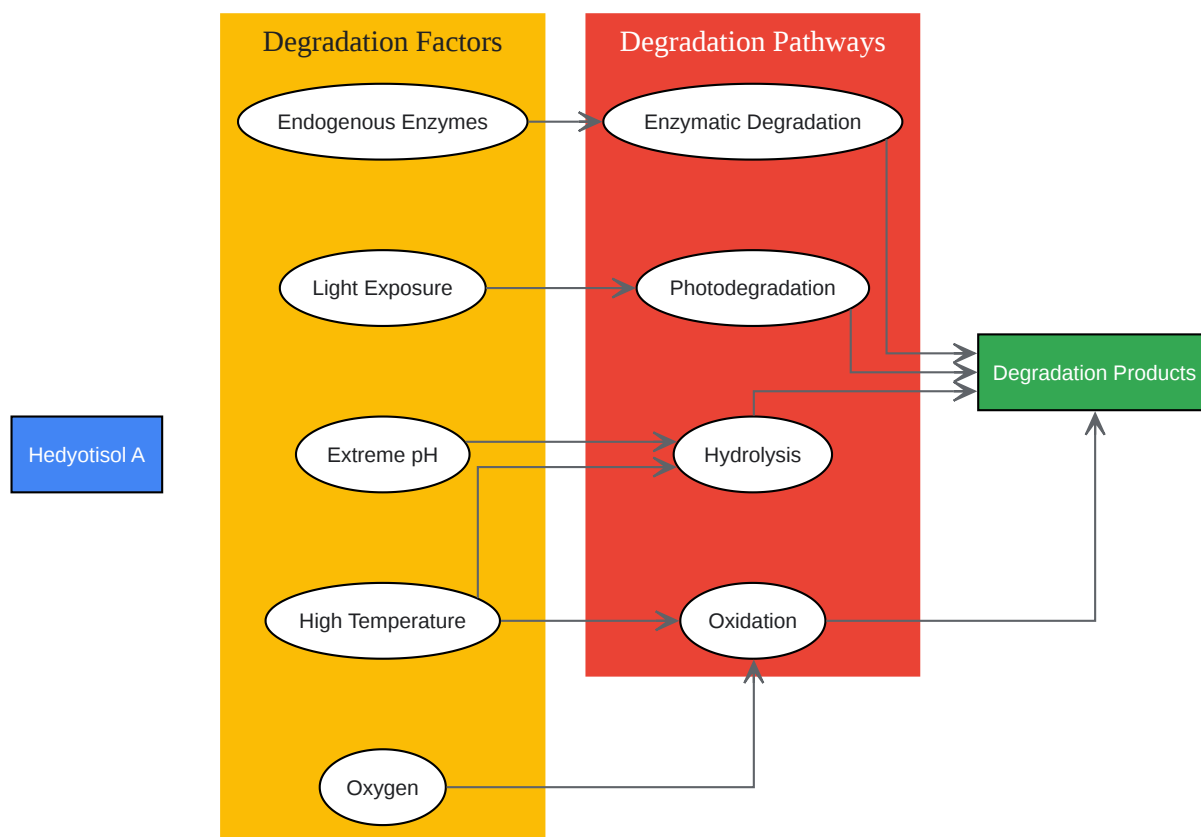 Degradation Factors
Degradation Pathways
Endogenous Enzymes
Enzymatic Degradation
Light Exposure
Photodegradation
Degradation Products
Hedyotisol A
Extreme pH
Hydrolysis
High Temperature
Oxidation
Oxygen